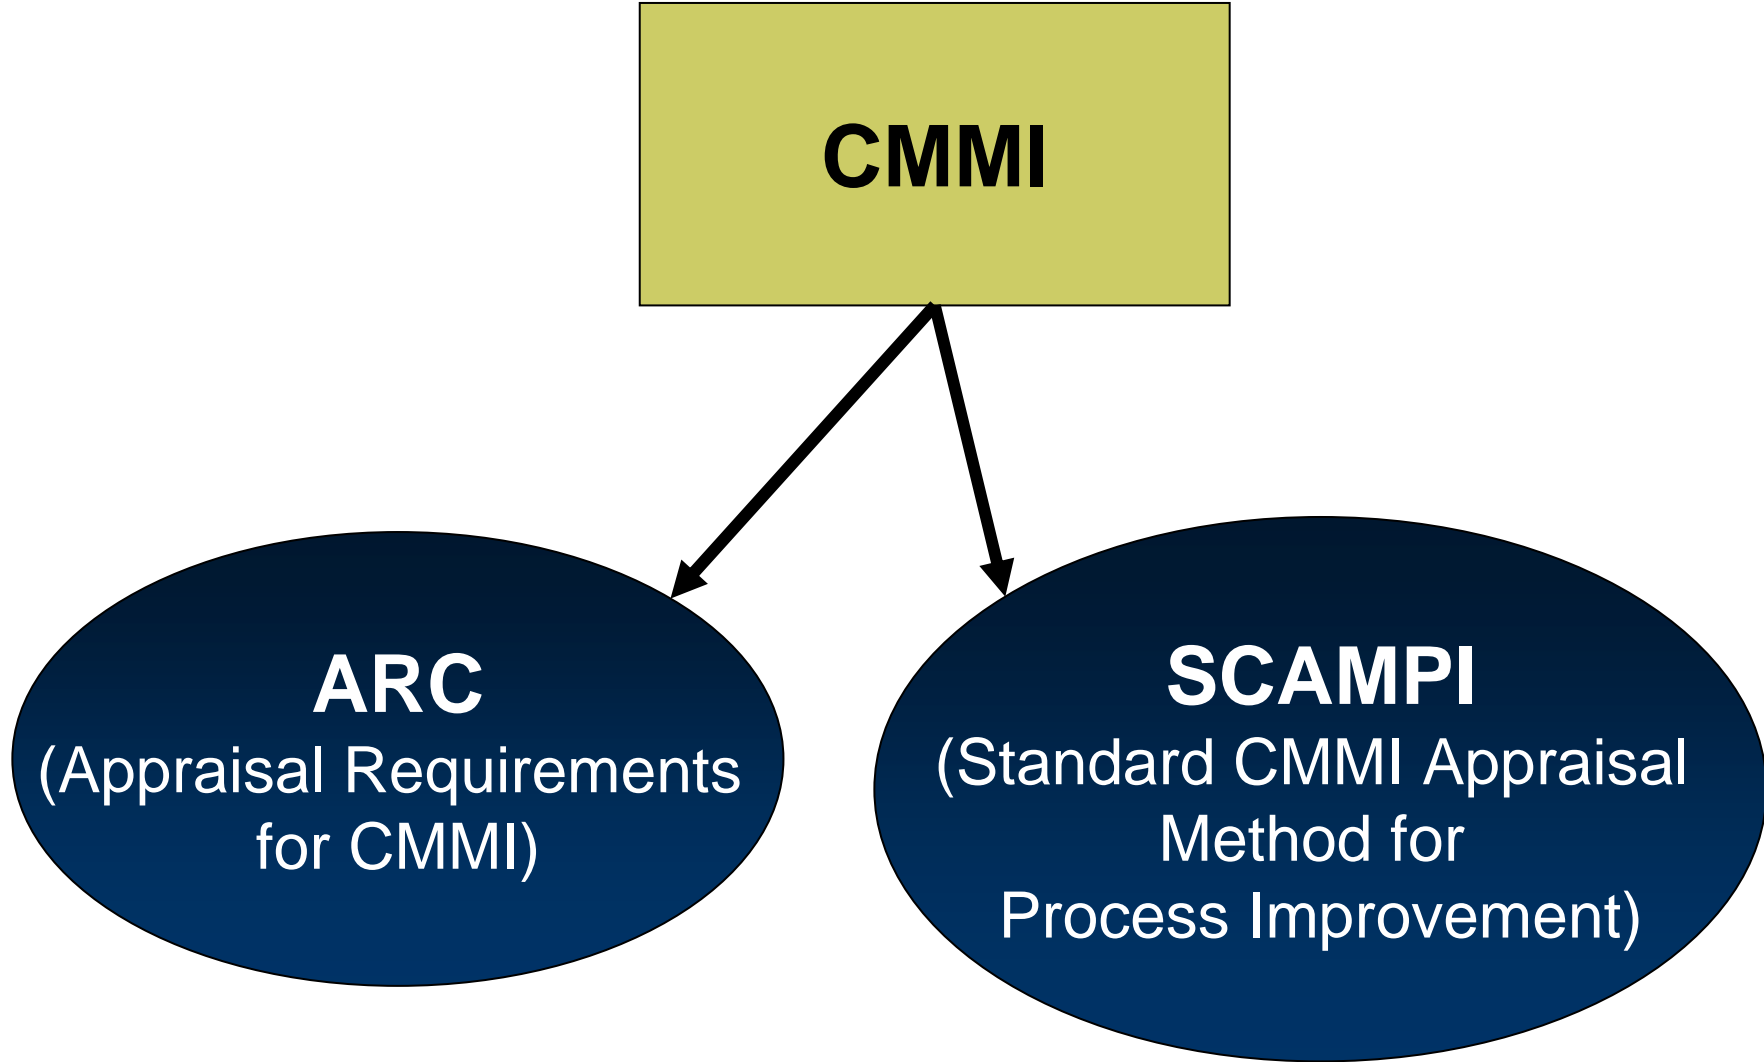 CMMI
ARC
(Appraisal Requirements
for CMMI)
SCAMPI
(Standard CMMI Appraisal
Method for
Process Improvement)